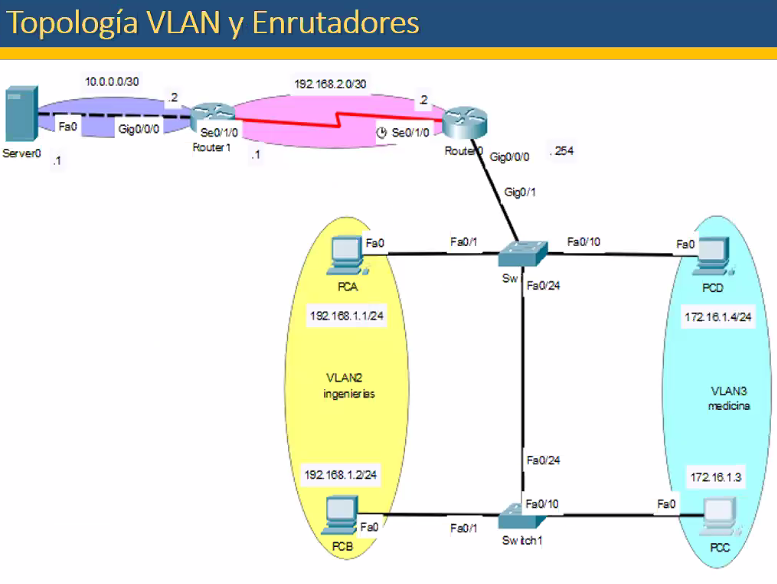 Topología VLAN y Enrutadores
10.0.0.0/30
192.168.2.0/30
.2
.2
Fa0
Gig0/0/0
Se0/1/0
Se0/1/0
Server0
.1
Router1
.1
Router0
Gig0/0/0
.254
Gig0/1
Fa0
Fa0/1
Fa0/10
Fa0
PCA
Sw
Fa0/24
PCD
192.168.1.1/24
172.16.1.4/24
VLAN2
ingenierias
VLAN3
medicina
Fa0/24
192.168.1.2/24
172.16.1.3
Fa0/10
Fa0
Fa0
Fa0/1
Switch1
PCB
PCC